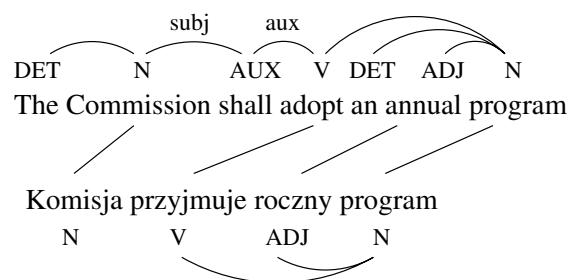 subj aux
DET N AUX V DET ADJ N
The Commission shall adopt an annual program
Komisja przyjmuje roczny program
N V ADJ N